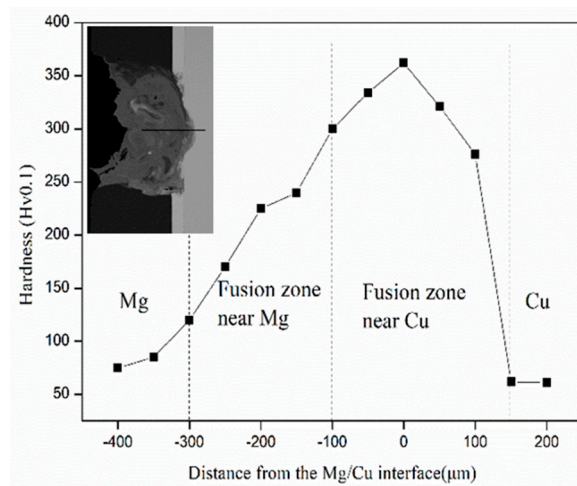 400
350
300
250
200
150
100
50
Hardness (Hv0.1)
Mg
Fusion zone
near Mg
Fusion zone
near Cu
Cu
-400 -300 -200 -100 0 100 200
Distance from the Mg/Cu interface(μm)